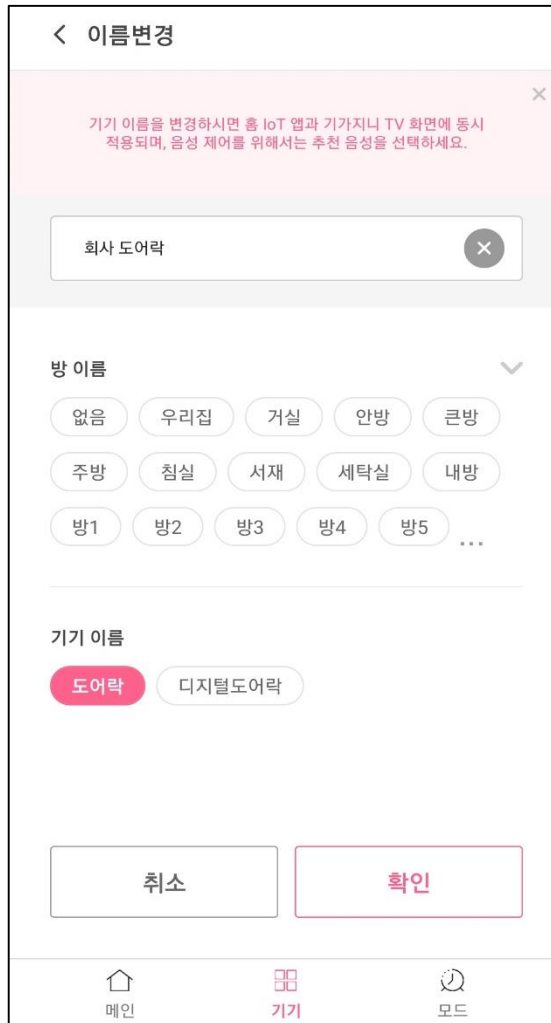 이름변경
기기 이름을 변경하시면 홈 IoT 앱과 기가지니 TV 화면에 동시
적용되며, 음성 제어를 위해서는 추천 음성을 선택하세요.
회사 도어락
방 이름
없음 우리집 거실 안방 큰방
주방 침실 서재 세탁실 내방
방1 방2 방3 방4 방5 ...
기기 이름
도어락 디지털도어락
취소 확인
메인 기기 모드